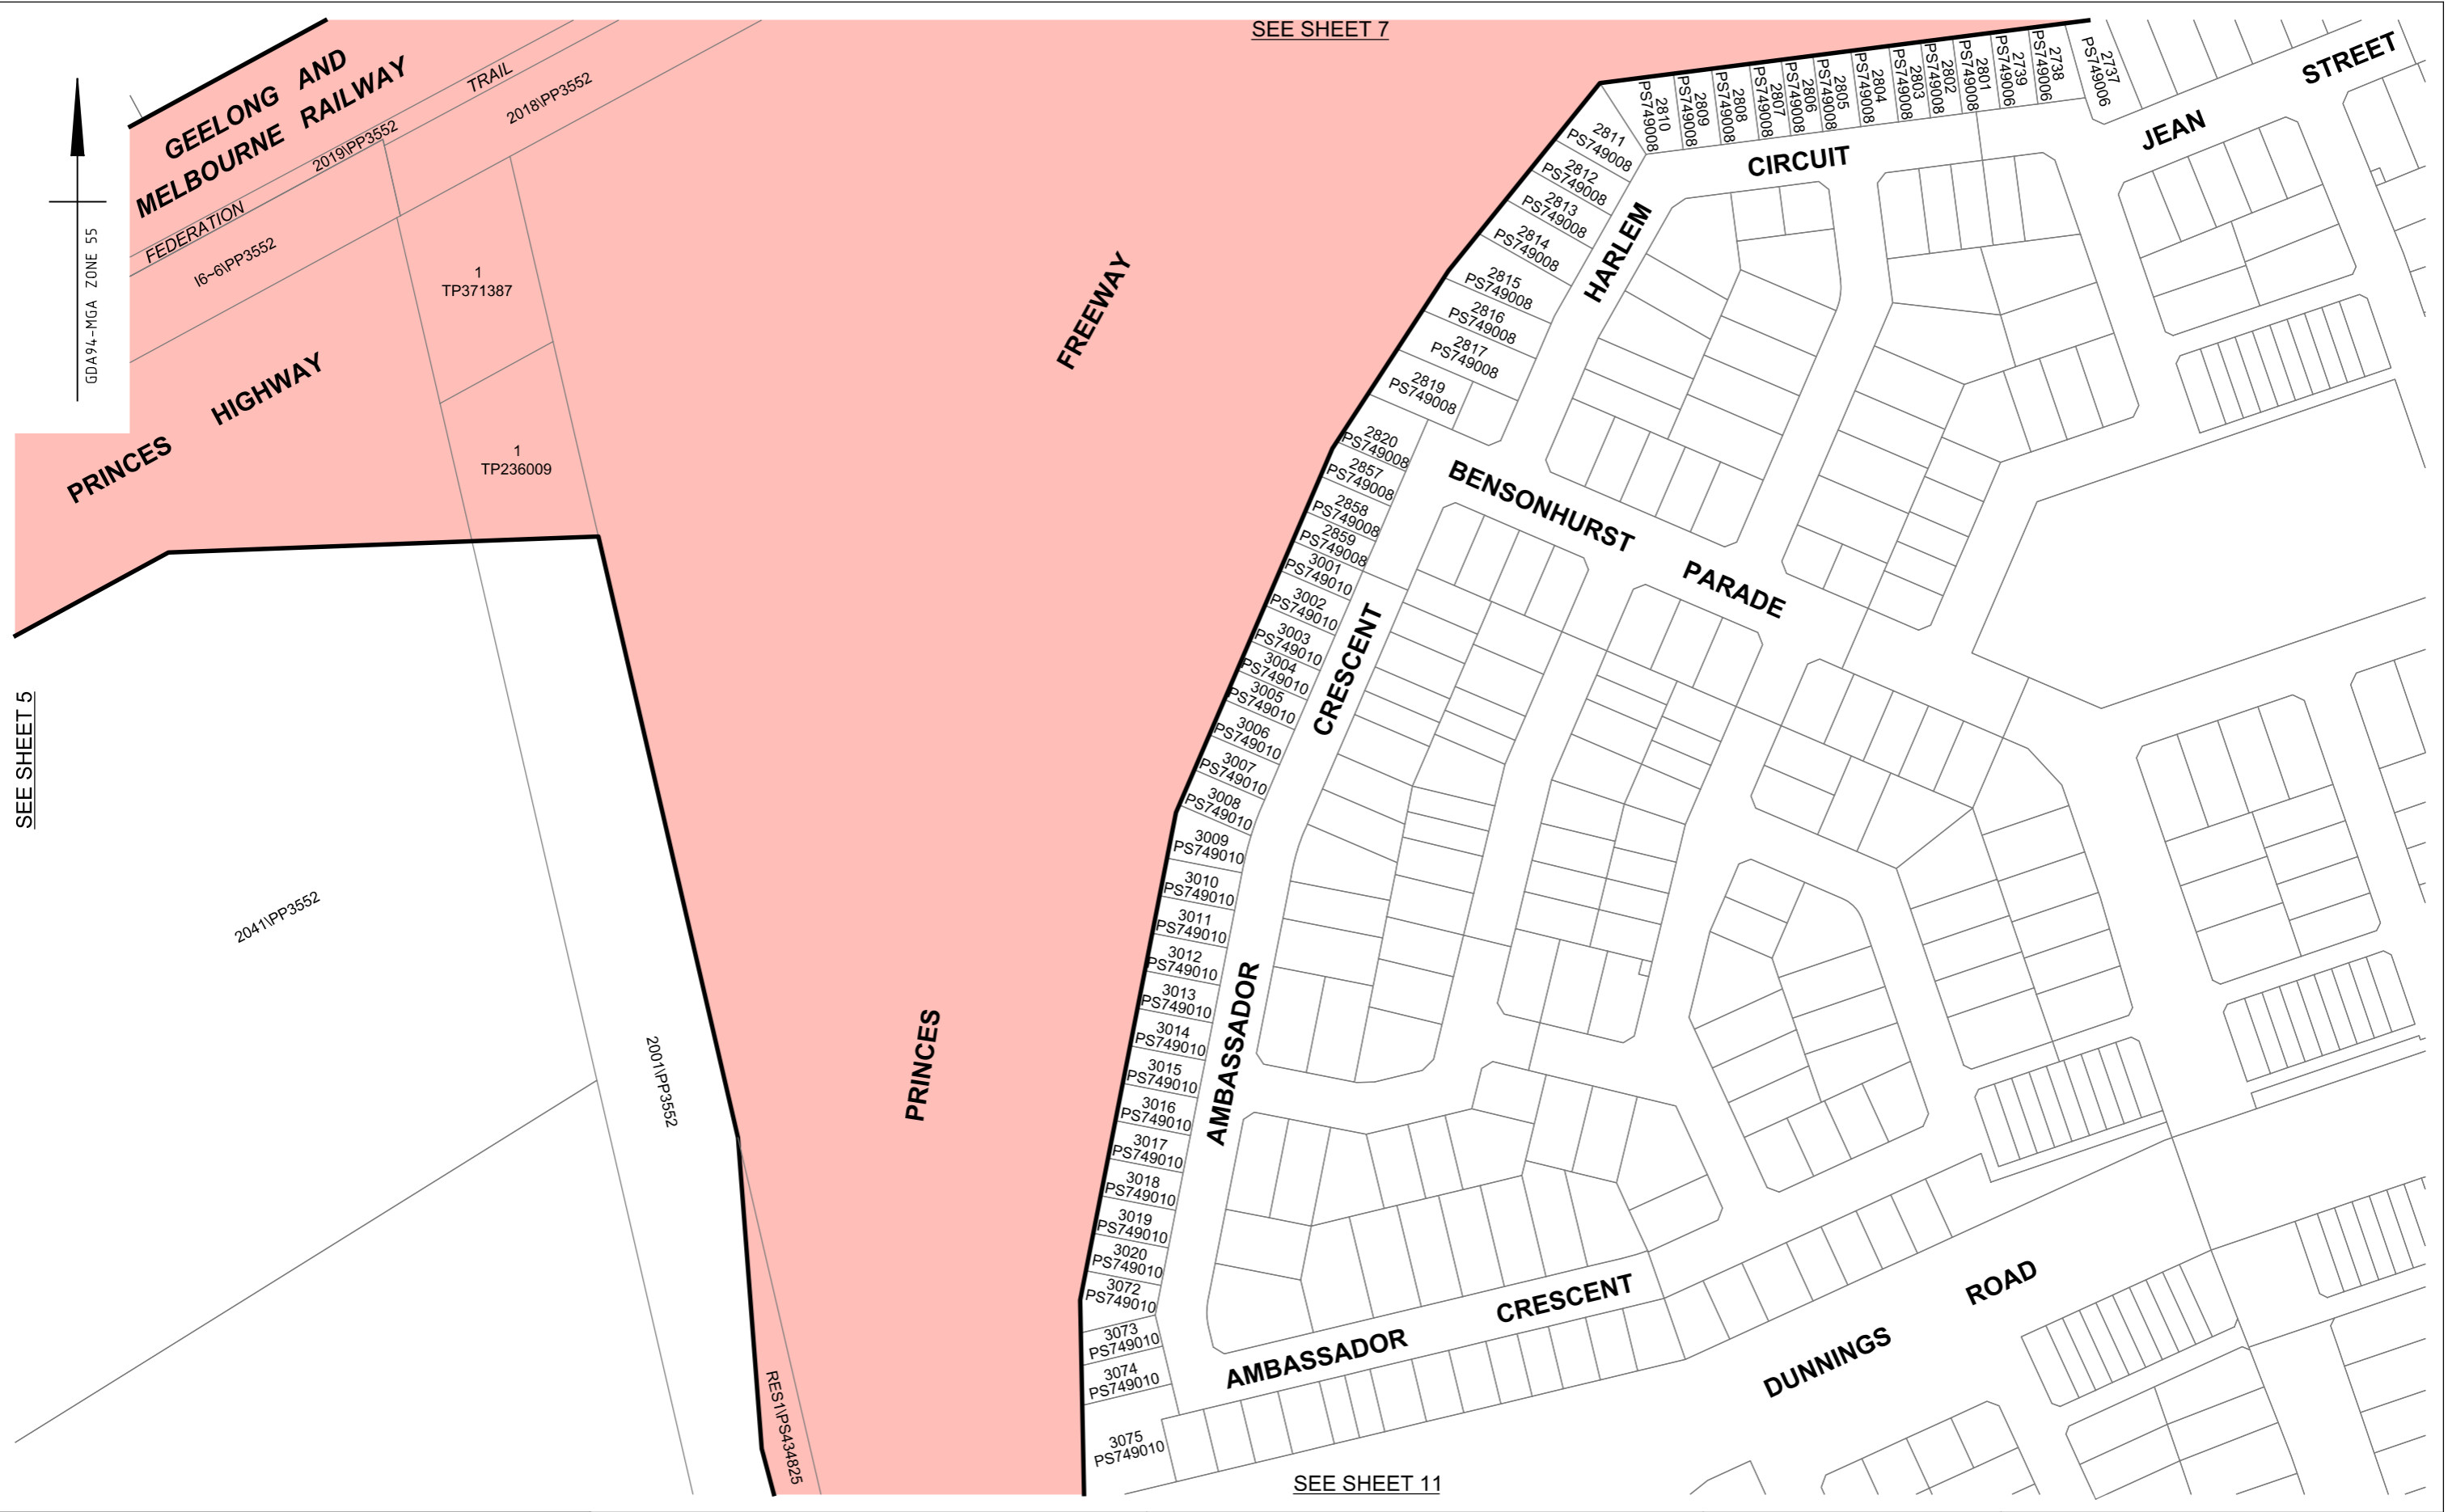 SEE SHEET 7
GEELONG AND
MELBOURNE RAILWAY
TRAIL
FEDERATION
2019\PP3552
2018\PP3552
I6~6\PP3552
GDA94-MGA ZONE 55
1
TP371387
PRINCES HIGHWAY
1
TP236009
SEE SHEET 5
2041\PP3552
2001\PP3552
RES1\PS434825
FREEWAY
PRINCES
STREET
JEAN
2737
PS749006
2738
PS749006
2739
PS749006
2801
PS749008
2802
PS749008
2803
PS749008
2804
PS749008
2805
PS749008
2806
PS749008
2807
PS749008
2808
PS749008
2809
PS749008
2810
PS749008
2811
PS749008
2812
PS749008
2813
PS749008
2814
PS749008
2815
PS749008
2816
PS749008
2817
PS749008
2819
PS749008
2820
PS749008
2857
PS749008
2858
PS749008
2859
PS749008
3001
PS749010
3002
PS749010
3003
PS749010
3004
PS749010
3005
PS749010
3006
PS749010
3007
PS749010
3008
PS749010
3009
PS749010
3010
PS749010
3011
PS749010
3012
PS749010
3013
PS749010
3014
PS749010
3015
PS749010
3016
PS749010
3017
PS749010
3018
PS749010
3019
PS749010
3020
PS749010
3072
PS749010
3073
PS749010
3074
PS749010
3075
PS749010
CIRCUIT
HARLEM
BENSONHURST PARADE
CRESCENT
AMBASSADOR
AMBASSADOR CRESCENT
DUNNINGS ROAD
SEE SHEET 11